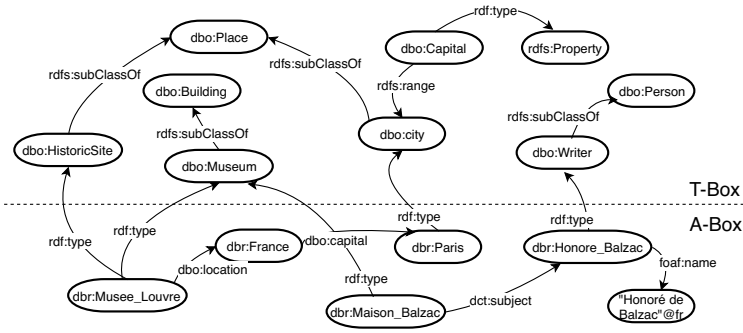 rdf:type
dbo:Place
dbo:Capital
rdfs:Property
rdfs:subClassOf
rdfs:subClassOf
rdfs:range
dbo:Building
dbo:Person
rdfs:subClassOf
rdfs:subClassOf
dbo:HistoricSite
dbo:city
dbo:Museum
dbo:Writer
T-Box
A-Box
rdf:type
rdf:type
rdf:type
rdf:type
dbr:France
dbo:capital
dbr:Paris
dbr:Honore_Balzac
dbo:location
rdf:type
foaf:name
dbr:Musee_Louvre
dbr:Maison_Balzac
dct:subject
"Honoré de
Balzac"@fr